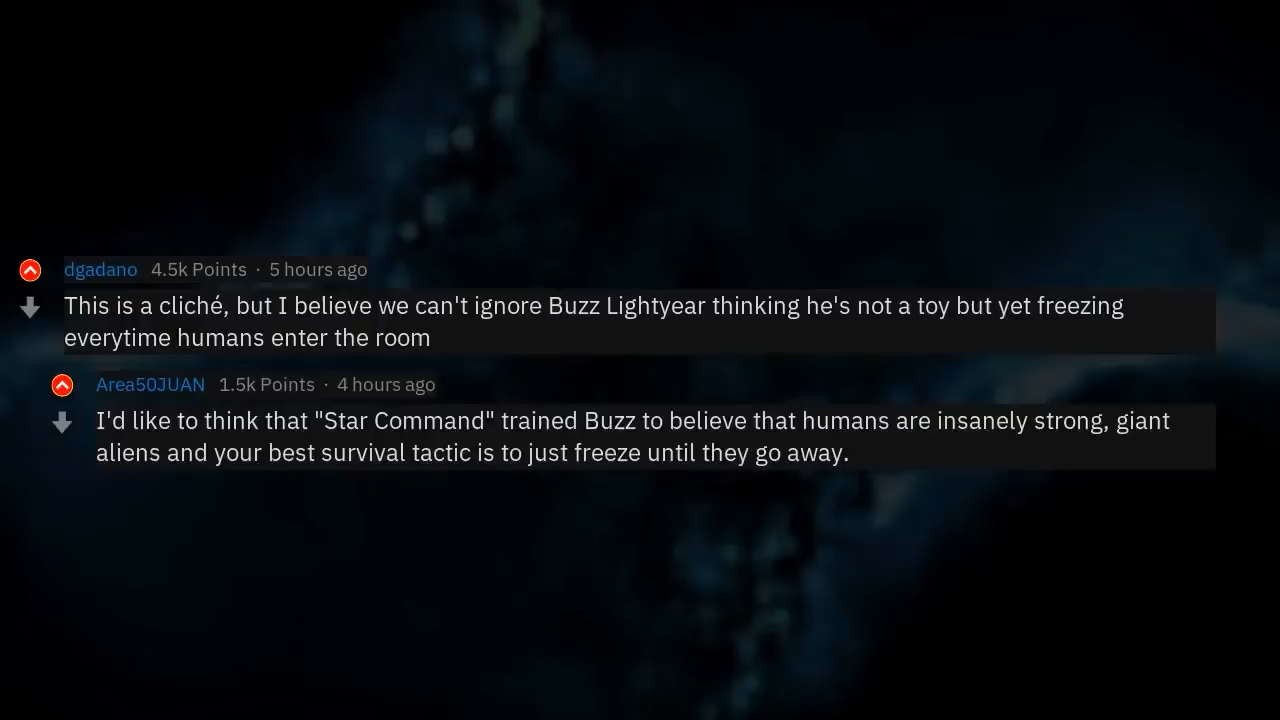 dgadano 4.5k Points · 5 hours ago
This is a cliché, but I believe we can't ignore Buzz Lightyear thinking he's not a toy but yet freezing
everytime humans enter the room
Area50JUAN 1.5k Points · 4 hours ago
I'd like to think that "Star Command" trained Buzz to believe that humans are insanely strong, giant
aliens and your best survival tactic is to just freeze until they go away.